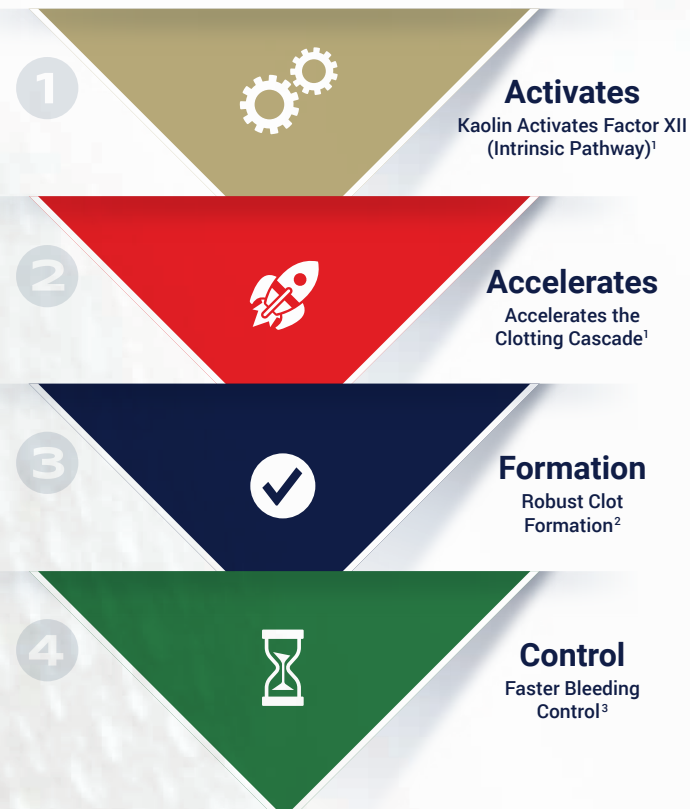 1
Activates
Kaolin Activates Factor XII
(Intrinsic Pathway)¹
2
Accelerates
Accelerates the
Clotting Cascade¹
3
Formation
Robust Clot
Formation²
4
Control
Faster Bleeding
Control³